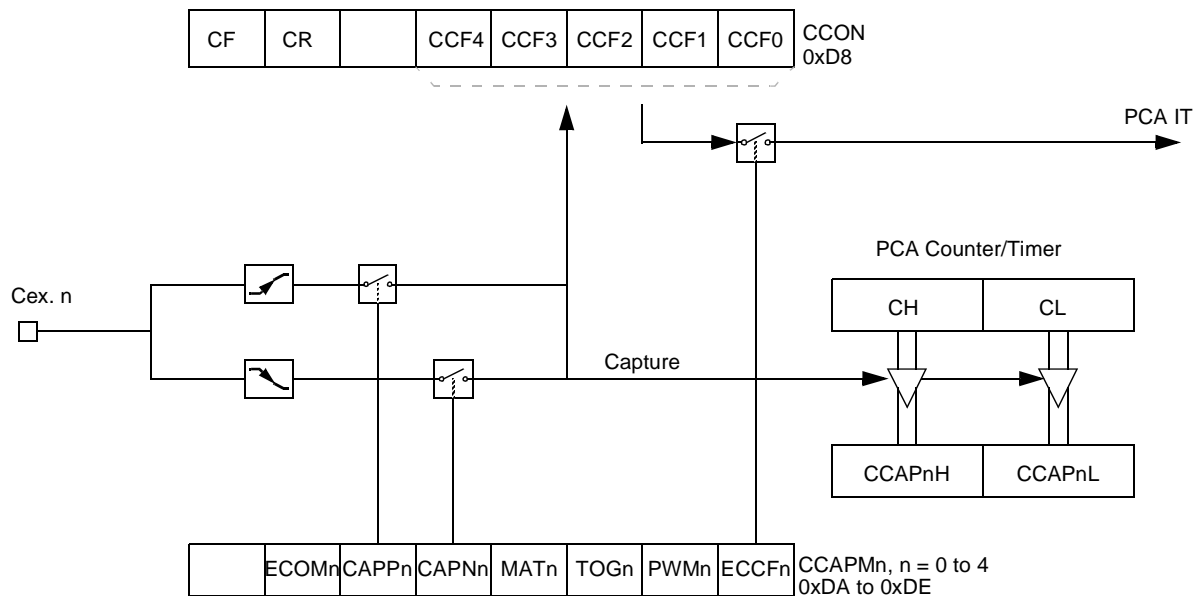 CF CR CCF4 CCF3 CCF2 CCF1 CCF0 CCON
0xD8
PCA IT
PCA Counter/Timer
Cex. n
CH CL
Capture
CCAPnH CCAPnL
ECOMn CAPPn CAPNn MATn TOGn PWMn ECCFn CCAPMn, n = 0 to 4
0xDA to 0xDE